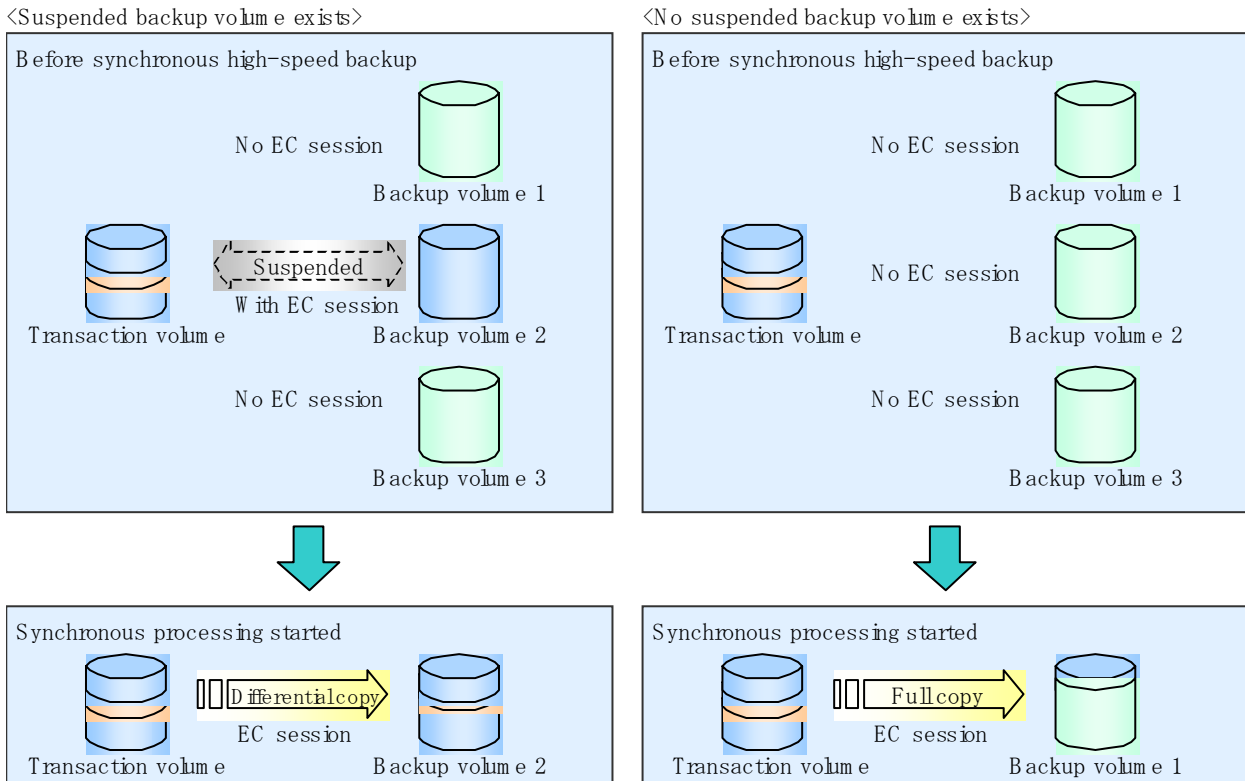 <Suspended backup volume exists>
Before synchronous high-speed backup
No EC session
Backup volume 1
Suspended
With EC session
Transaction volume
Backup volume 2
No EC session
Backup volume 3
Synchronous processing started
Differential copy
EC session
Transaction volume
Backup volume 2
<No suspended backup volume exists>
Before synchronous high-speed backup
No EC session
Backup volume 1
No EC session
Transaction volume
Backup volume 2
No EC session
Backup volume 3
Synchronous processing started
Full copy
EC session
Transaction volume
Backup volume 1